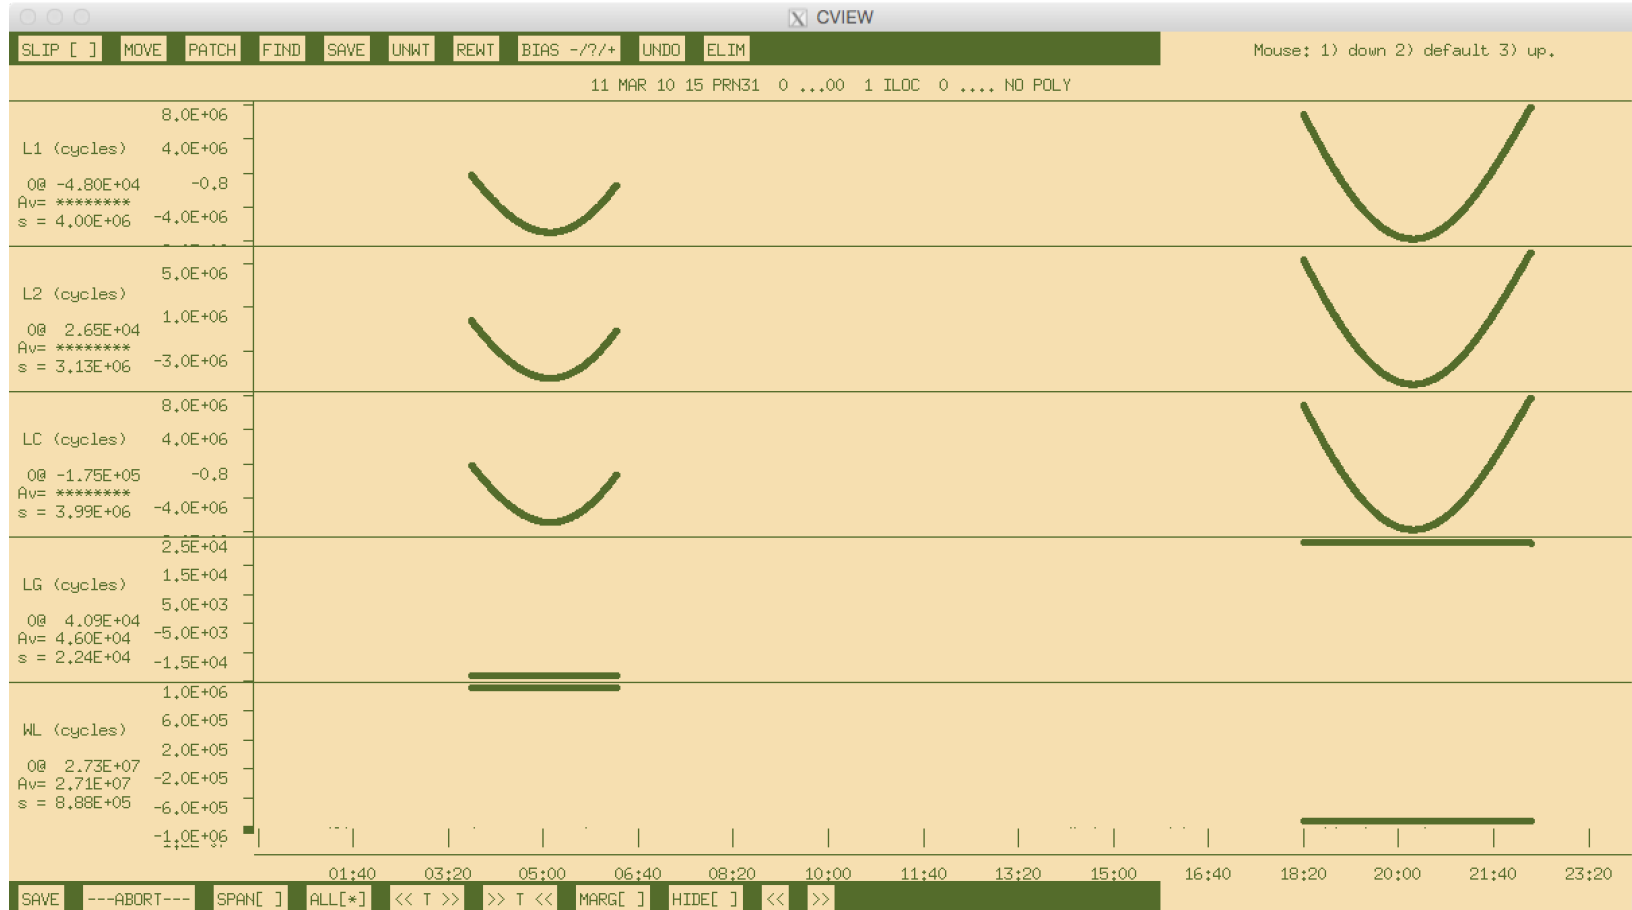 CVIEW
SLIP [ ] MOVE PATCH FIND SAVE UNWT REWT BIAS -/?/+ UNDO ELIM Mouse: 1) down 2) default 3) up.
11 MAR 10 15 PRN31 0 ...00 1 ILOC 0 .... NO POLY
8.0E+06
L1 (cycles) 4.0E+06
0@ -4.80E+04 -0.8
Av= ********
s = 4.00E+06 -4.0E+06
5.0E+06
L2 (cycles)
1.0E+06
0@ 2.65E+04
Av= ********
s = 3.13E+06 -3.0E+06
8.0E+06
LC (cycles) 4.0E+06
0@ -1.75E+05 -0.8
Av= ********
s = 3.99E+06 -4.0E+06
2.5E+04
LG (cycles) 1.5E+04
5.0E+03
0@ 4.09E+04
Av= 4.60E+04 -5.0E+03
s = 2.24E+04 -1.5E+04
1.0E+06
WL (cycles) 6.0E+05
2.0E+05
0@ 2.73E+07
Av= 2.71E+07 -2.0E+05
s = 8.88E+05 -6.0E+05
-1.0E+06
01:40 03:20 05:00 06:40 08:20 10:00 11:40 13:20 15:00 16:40 18:20 20:00 21:40 23:20
SAVE ---ABORT--- SPAN[ ] ALL[*] << T >> >> T << MARG[ ] HIDE[ ] << >>